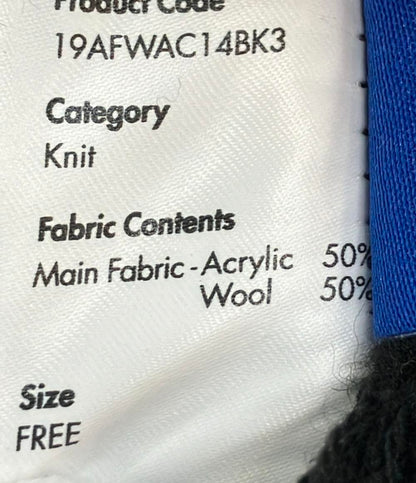 Product Code
19AFWAC14BK3
Category
Knit
Fabric Contents
Main Fabric - Acrylic 50%
Wool 50%
Size
FREE